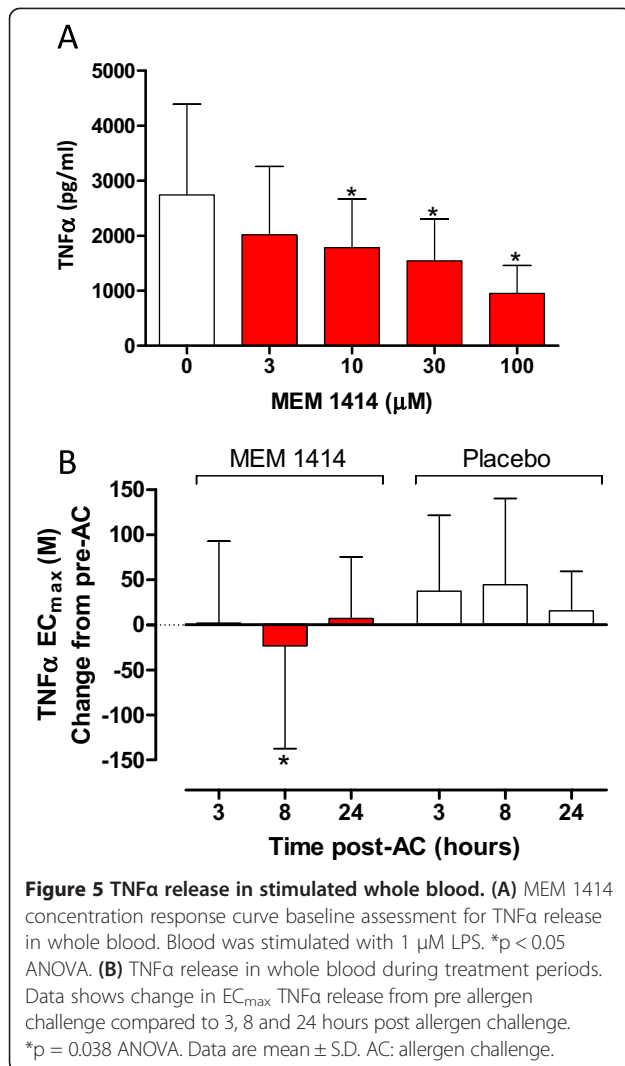 A
5000
4000
3000
2000
1000
0
TNFα (pg/ml)
*
*
*
0 3 10 30 100
MEM 1414 (μM)
B
MEM 1414 Placebo
150
100
50
0
-50
-100
-150
TNFα ECmax (M)
Change from pre-AC
*
3 8 24 3 8 24
Time post-AC (hours)
Figure 5 TNFα release in stimulated whole blood. (A) MEM 1414
concentration response curve baseline assessment for TNFα release
in whole blood. Blood was stimulated with 1 μM LPS. *p < 0.05
ANOVA. (B) TNFα release in whole blood during treatment periods.
Data shows change in ECmax TNFα release from pre allergen
challenge compared to 3, 8 and 24 hours post allergen challenge.
*p = 0.038 ANOVA. Data are mean ± S.D. AC: allergen challenge.